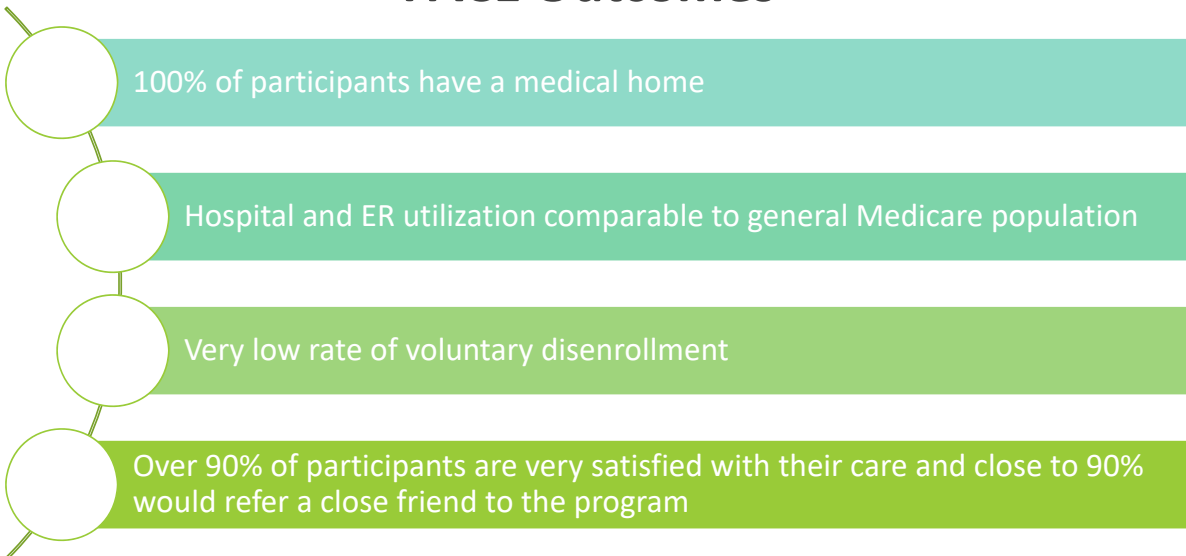 Outcomes
100% of participants have a medical home
Hospital and ER utilization comparable to general Medicare population
Very low rate of voluntary disenrollment
Over 90% of participants are very satisfied with their care and close to 90%
would refer a close friend to the program